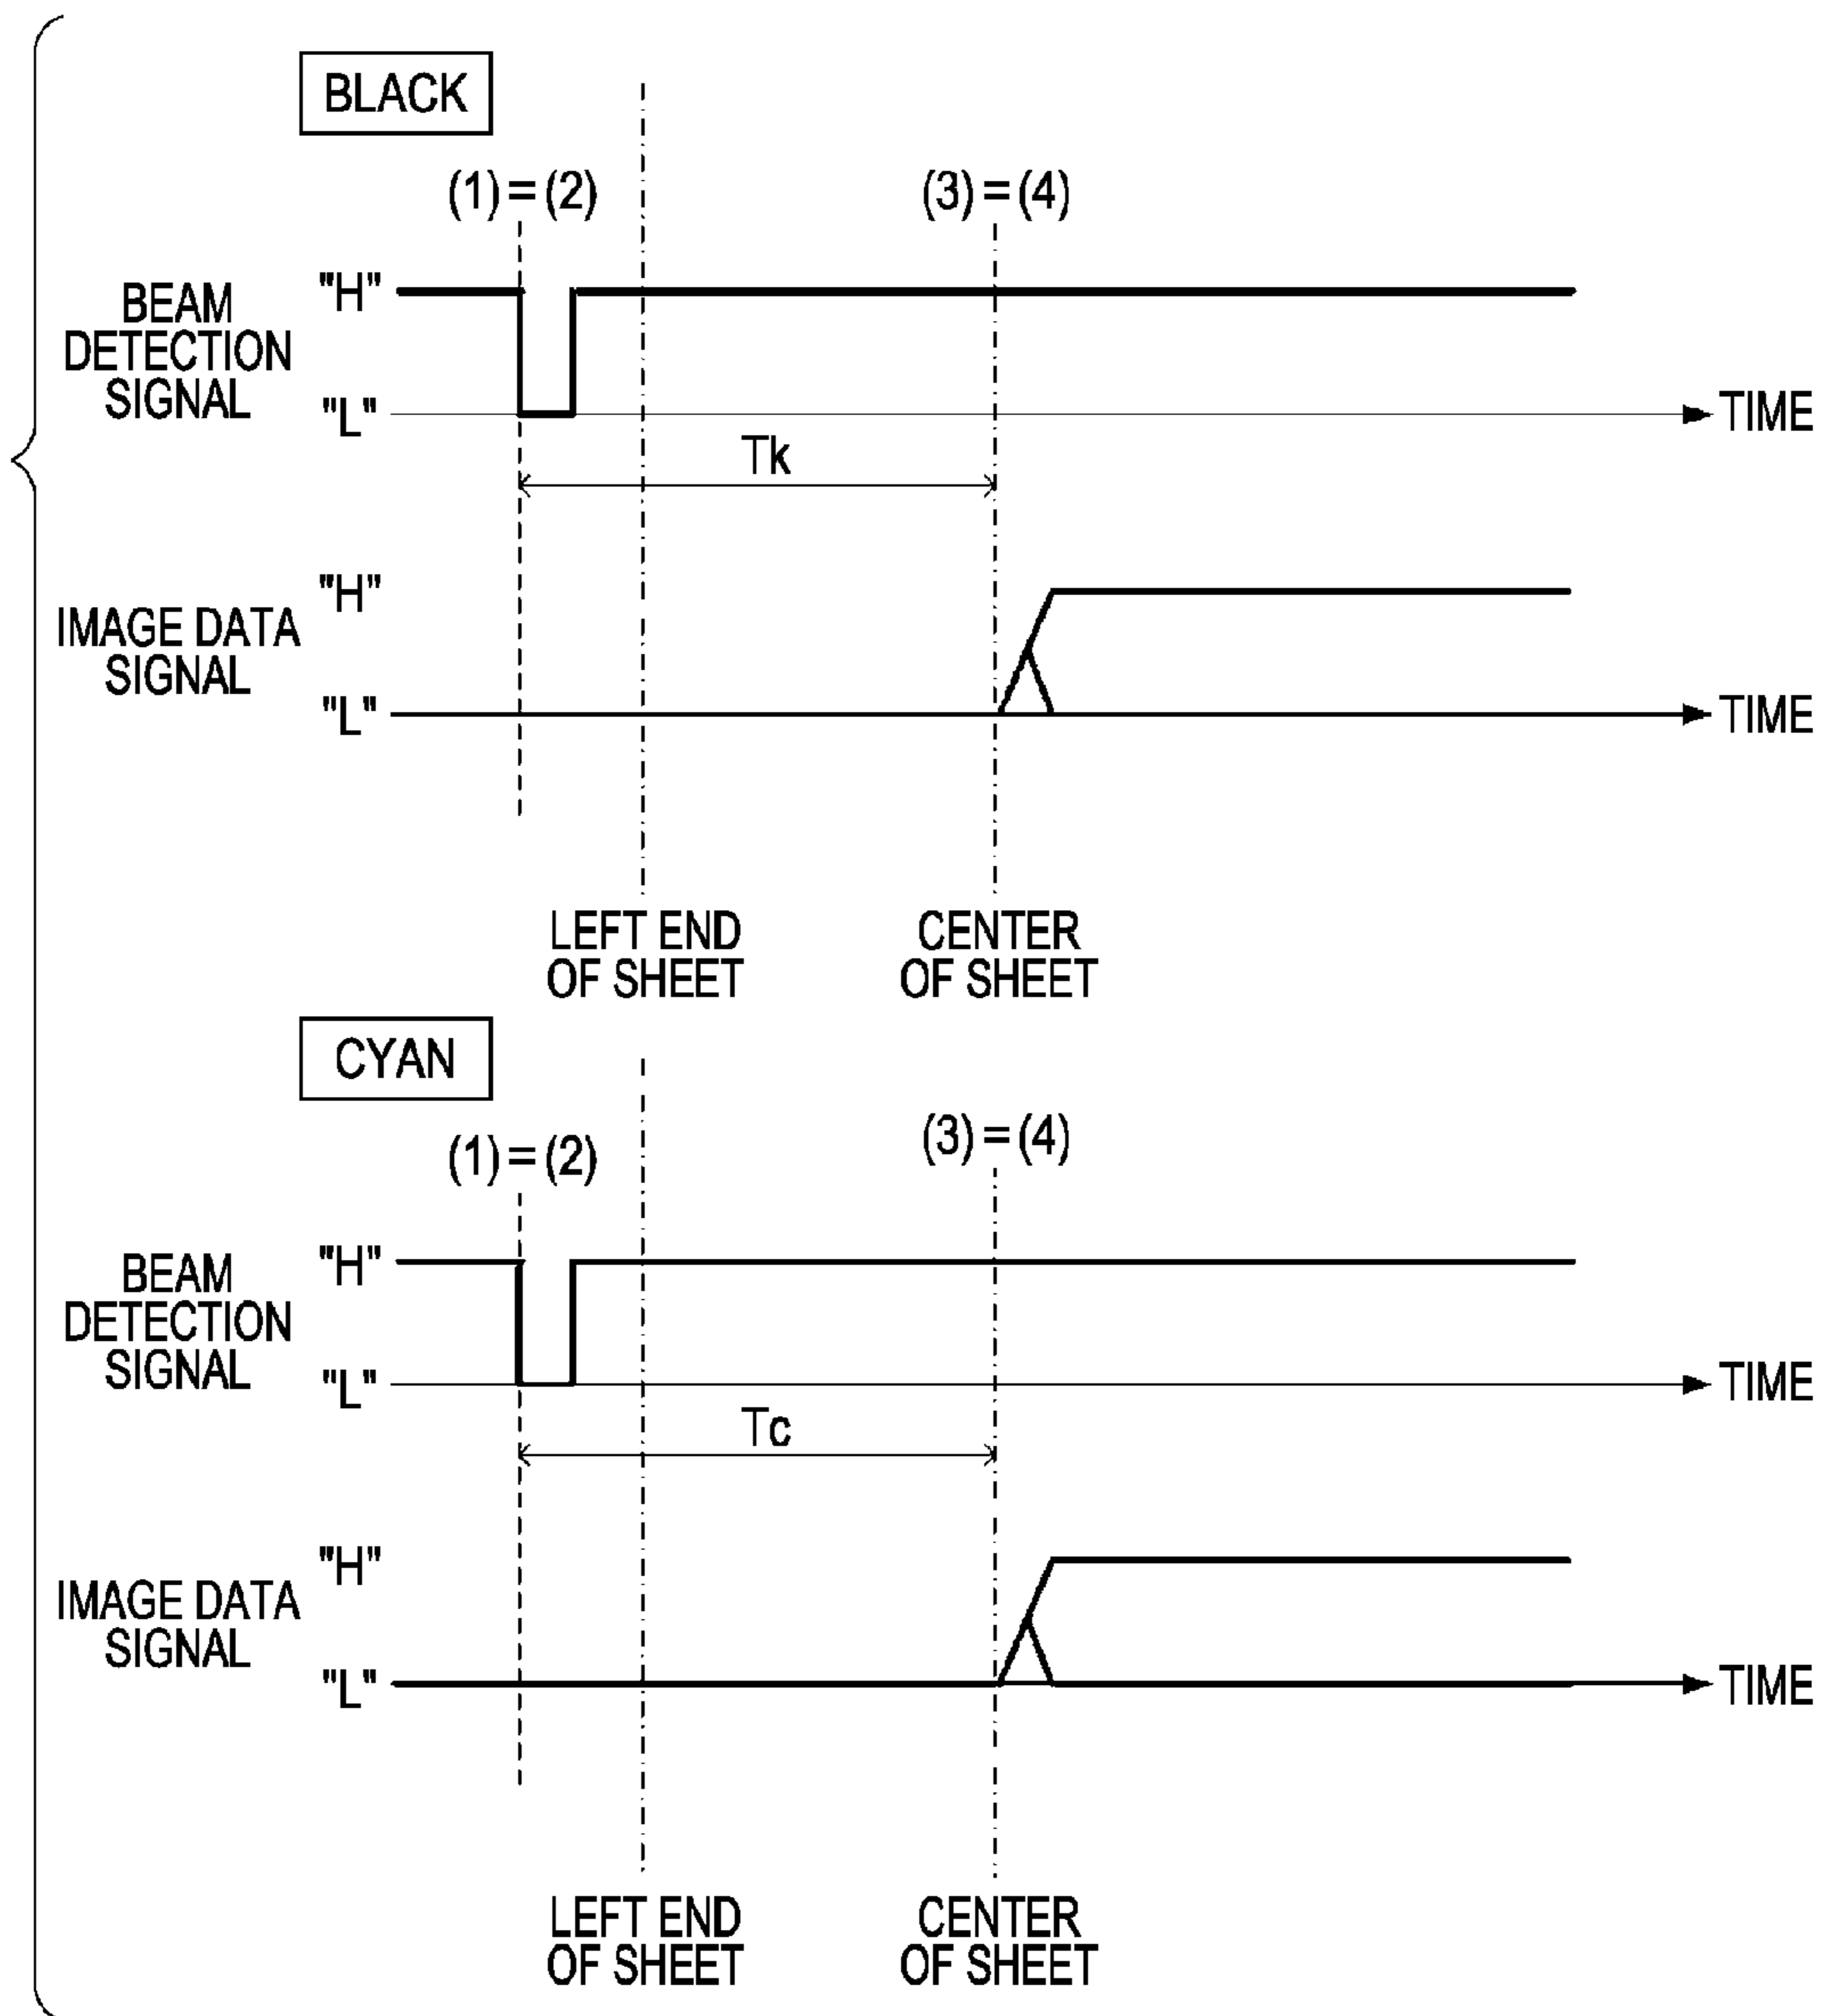 BLACK
(1)=(2)
(3)=(4)
BEAM
DETECTION
SIGNAL
"H"
"L"
TIME
Tk
IMAGE DATA
SIGNAL
"H"
"L"
TIME
LEFT END
OF SHEET
CENTER
OF SHEET
CYAN
(1)=(2)
(3)=(4)
BEAM
DETECTION
SIGNAL
"H"
"L"
TIME
Tc
IMAGE DATA
SIGNAL
"H"
"L"
TIME
LEFT END
OF SHEET
CENTER
OF SHEET